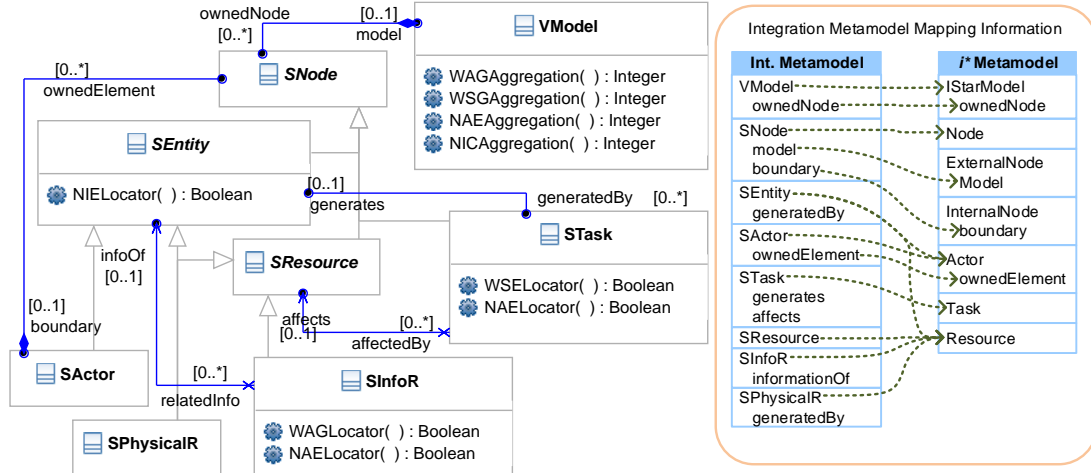 ownedNode
[0..*]
[0..1]
model
VModel
WAGAggregation( ) : Integer
WSGAggregation( ) : Integer
NAEAggregation( ) : Integer
NICAggregation( ) : Integer
SNode
[0..*]
ownedElement
SEntity
NIELocator( ) : Boolean
[0..1]
generates
generatedBy
[0..*]
STask
WSELocator( ) : Boolean
NAELocator( ) : Boolean
infoOf
[0..1]
SResource
affects
[0..1]
[0..*]
affectedBy
[0..1]
boundary
SActor
[0..*]
relatedInfo
SInfoR
WAGLocator( ) : Boolean
NAELocator( ) : Boolean
SPhysicalR
Integration Metamodel Mapping Information
Int. Metamodel
VModel
ownedNode
SNode
model
boundary
SEntity
generatedBy
SActor
ownedElement
STask
generates
affects
SResource
SInfoR
informationOf
SPhysicalR
generatedBy
i* Metamodel
IStarModel
ownedNode
Node
ExternalNode
Model
InternalNode
boundary
Actor
ownedElement
Task
Resource